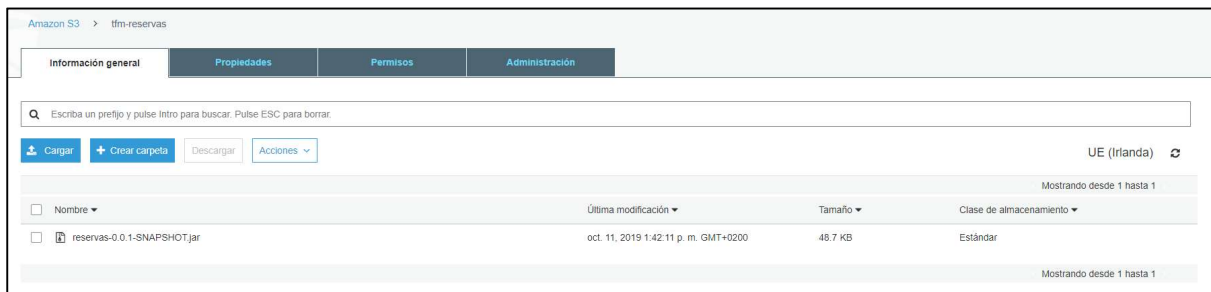 Amazon S3 > tfm-reservas
Información general Propiedades Permisos Administración
Escriba un prefijo y pulse Intro para buscar. Pulse ESC para borrar.
Cargar + Crear carpeta Descargar Acciones UE (Irlanda)
Mostrando desde 1 hasta 1
Nombre Última modificación Tamaño Clase de almacenamiento
reservas-0.0.1-SNAPSHOT.jar oct. 11, 2019 1:42:11 p. m. GMT+0200 48.7 KB Estándar
Mostrando desde 1 hasta 1